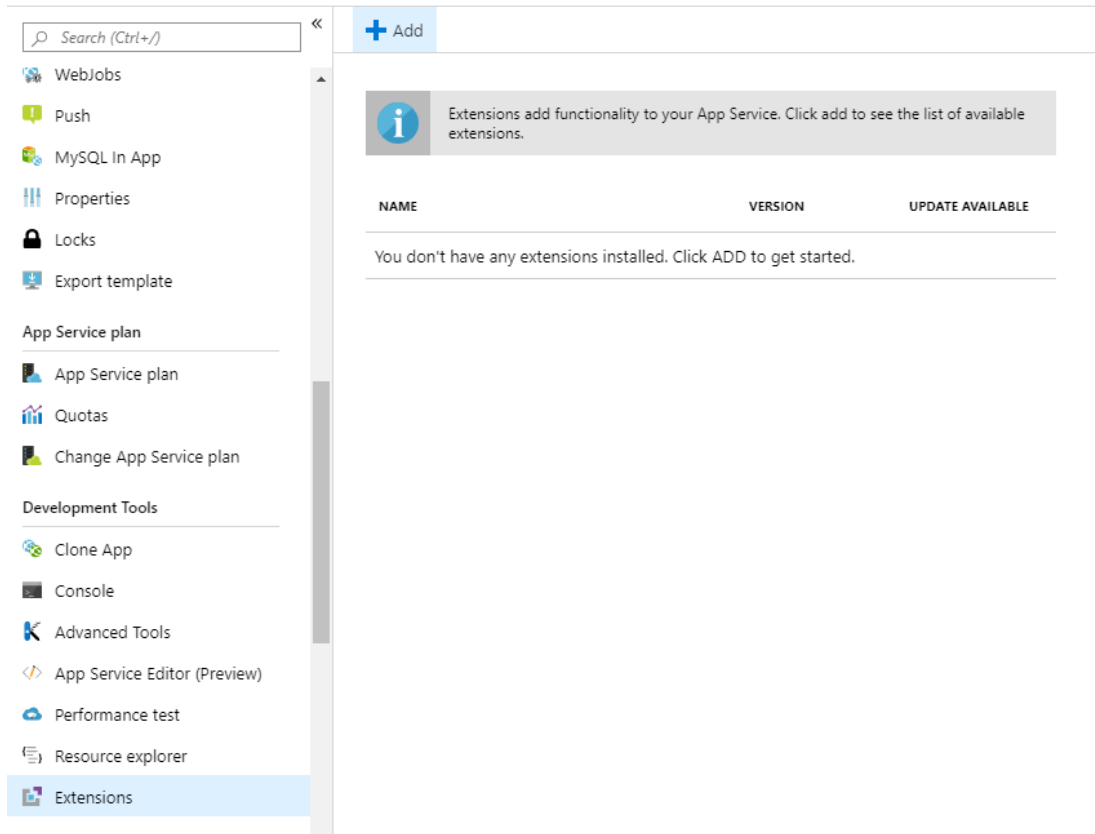 Search (Ctrl+/)
«
WebJobs
Push
MySQL In App
Properties
Locks
Export template
App Service plan
App Service plan
Quotas
Change App Service plan
Development Tools
Clone App
Console
Advanced Tools
App Service Editor (Preview)
Performance test
Resource explorer
Extensions
Add
Extensions add functionality to your App Service. Click add to see the list of available
extensions.
NAME VERSION UPDATE AVAILABLE
You don't have any extensions installed. Click ADD to get started.